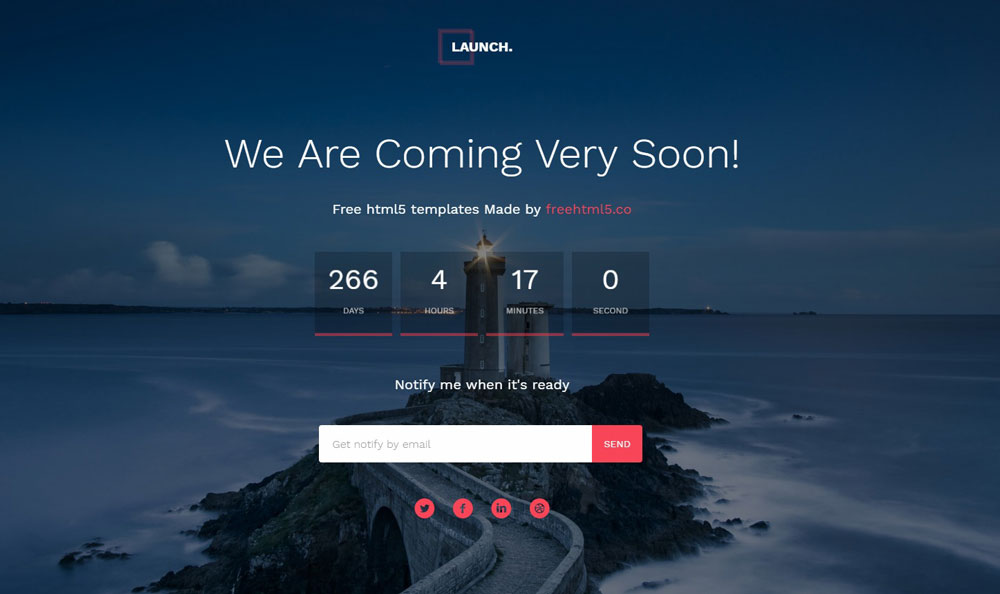 LAUNCH.
We Are Coming Very Soon!
Free html5 templates Made by freehtml5.co
266 4 17 0
DAYS HOURS MINUTES SECOND
Notify me when it's ready
Get notify by email SEND